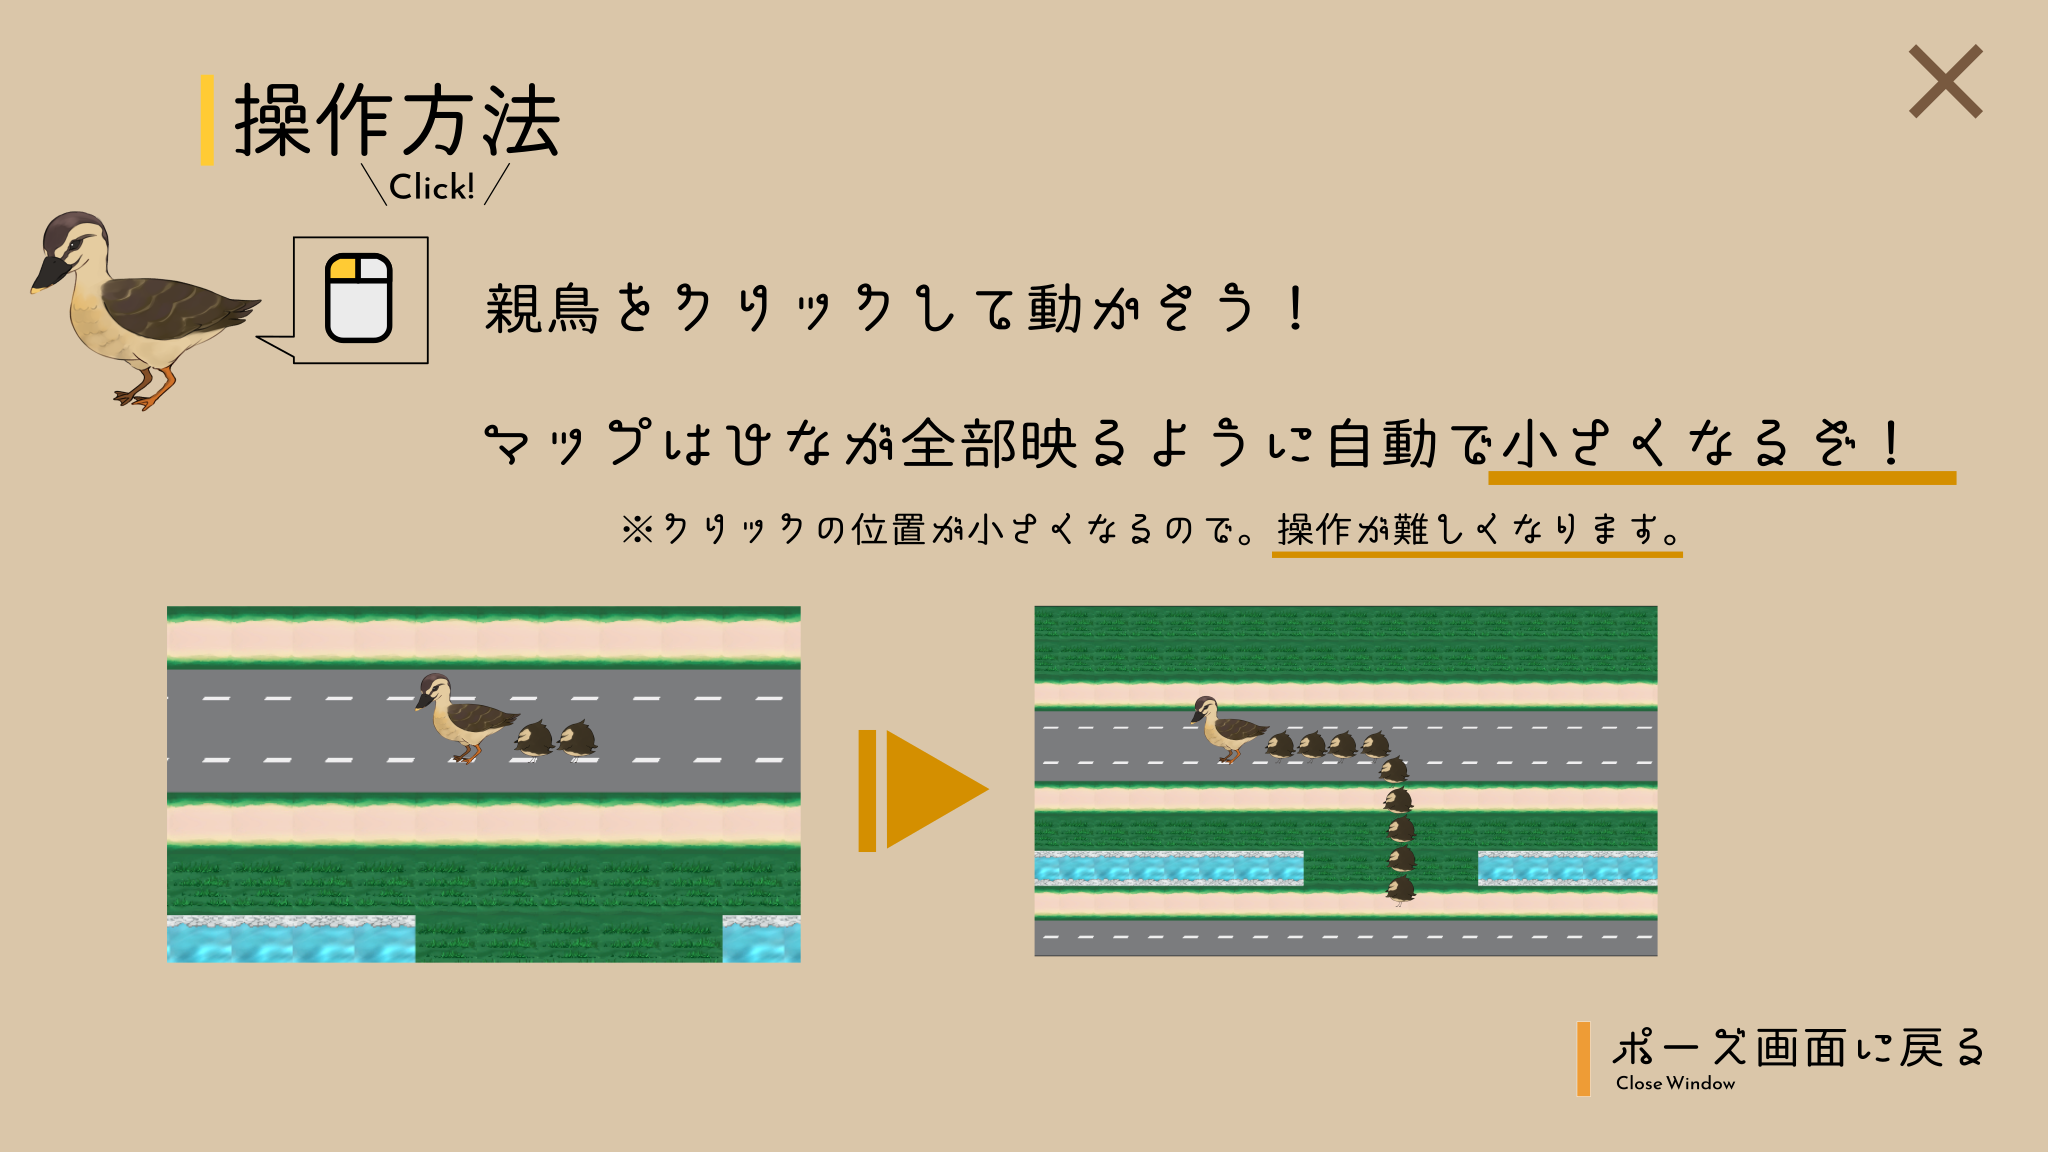 操作方法
Click!
親鳥をクリックして動かそう！
マップはひなが全部映るように自動で小さくなるぞ！
※クリックの位置が小さくなるので。操作が難しくなります。
ポーズ画面に戻る
Close Window